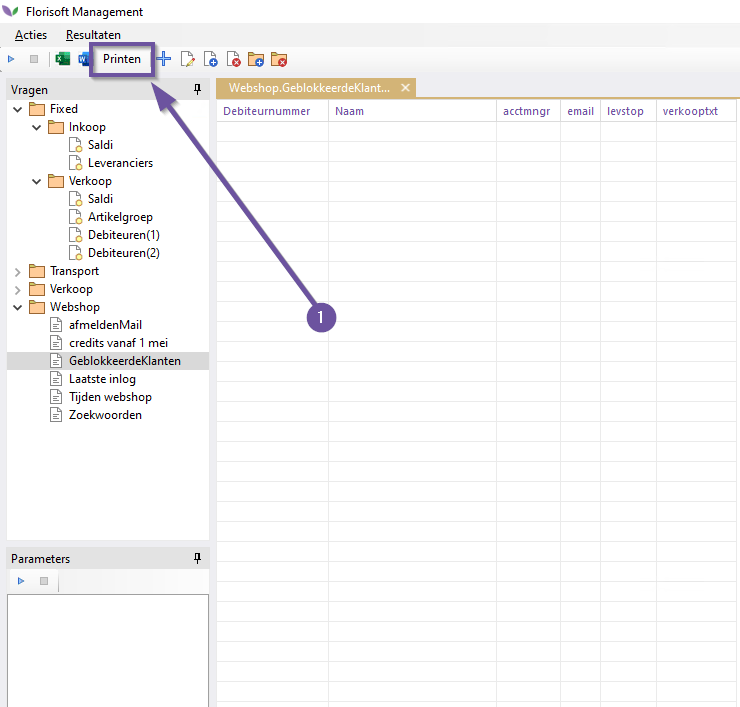 Florisoft Management
Acties Resultaten
Printen
Vragen
Webshop.GeblokkeerdeKlant...
Debiteurnummer Naam acctmngr email levstop verkooptxt
Fixed
Inkoop
Saldi
Leveranciers
Verkoop
Saldi
Artikelgroep
Debiteuren(1)
Debiteuren(2)
Transport
Verkoop
Webshop
afmeldenMail
credits vanaf 1 mei
GeblokkeerdeKlanten
Laatste inlog
Tijden webshop
Zoekwoorden
1
Parameters